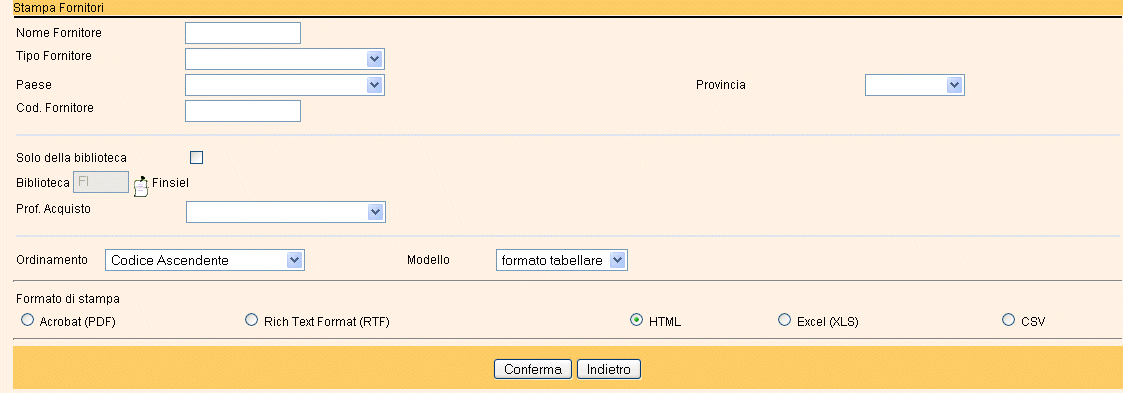 Stampa Fornitori
Nome Fornitore
Tipo Fornitore
Paese Provincia
Cod. Fornitore
Solo della biblioteca
Biblioteca FI Finsiel
Prof. Acquisto
Ordinamento Codice Ascendente Modello formato tabellare
Formato di stampa
Acrobat (PDF) Rich Text Format (RTF) HTML Excel (XLS) CSV
Conferma Indietro